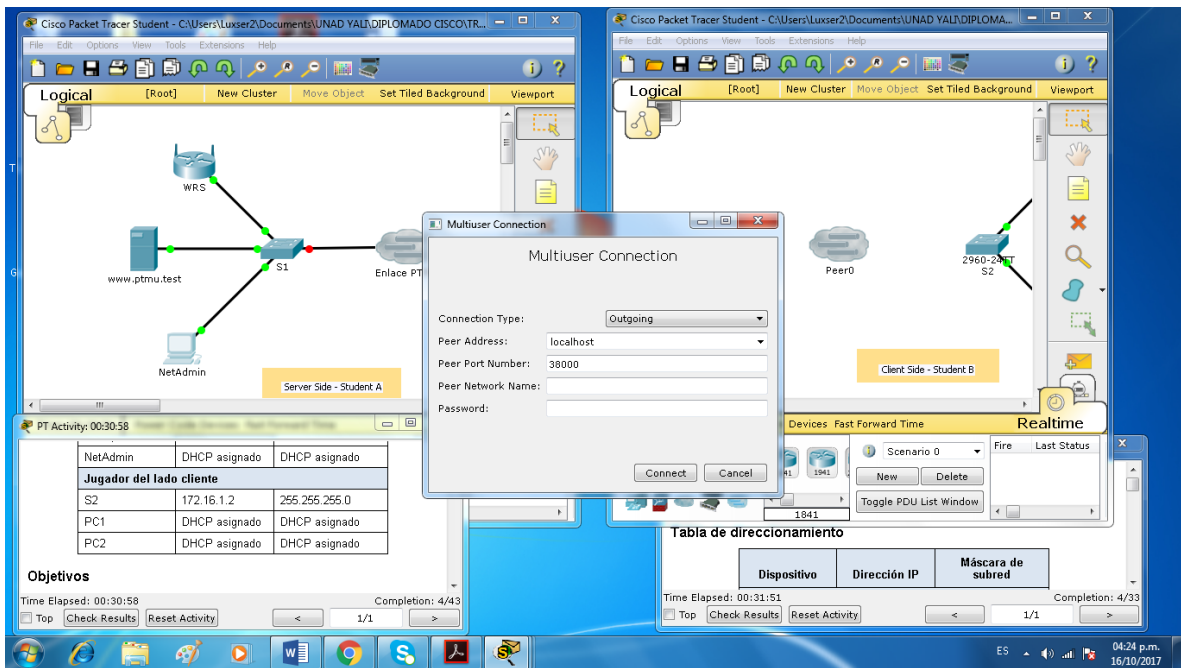 Cisco Packet Tracer Student - C:\Users\Luxser2\Documents\UNAD YALI\DIPLOMADO CISCO\TR...
File Edit Options View Tools Extensions Help
Logical [Root] New Cluster Move Object Set Tiled Background Viewport
WRS
www.ptmu.test
S1
Enlace PT
NetAdmin
Server Side - Student A
Cisco Packet Tracer Student - C:\Users\Luxser2\Documents\UNAD YALI\DIPLOMA...
File Edit Options View Tools Extensions Help
Logical [Root] New Cluster Move Object Set Tiled Background Viewport
Peer0
2960-24TT
S2
Client Side - Student B
Multiuser Connection
Multiuser Connection
Connection Type: Outgoing
Peer Address: localhost
Peer Port Number: 38000
Peer Network Name:
Password:
Connect Cancel
Devices Fast Forward Time Realtime
41 1941
1841
Scenario 0
New Delete
Toggle PDU List Window
Fire Last Status
PT Activity: 00:30:58
NetAdmin DHCP asignado DHCP asignado
Jugador del lado cliente
S2 172.16.1.2 255.255.255.0
PC1 DHCP asignado DHCP asignado
PC2 DHCP asignado DHCP asignado
Objetivos
Time Elapsed: 00:30:58 Completion: 4/43
Top Check Results Reset Activity < 1/1 >
Tabla de direccionamiento
Dispositivo Dirección IP Máscara de subred
Time Elapsed: 00:31:51 Completion: 4/33
Top Check Results Reset Activity < 1/1 >
ES 04:24 p.m.
16/10/2017